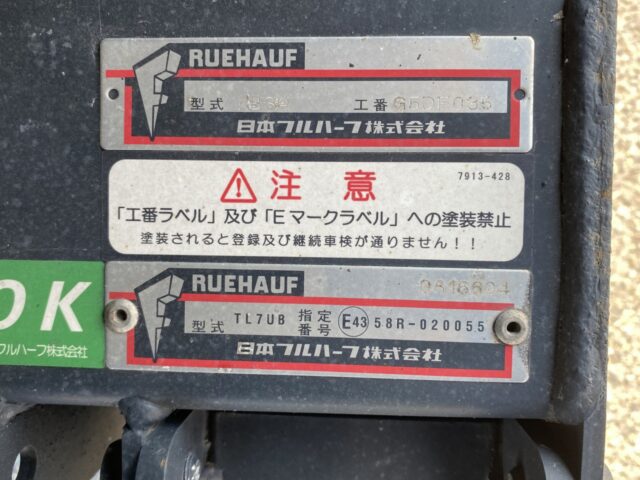 RUEHAUF
型式
工番
日本フルハーフ株式会社
注意
7913-428
「工番ラベル」及び「Eマークラベル」への塗装禁止
塗装されると登録及び継続車検が通りません!!
RUEHAUF
型式 TL7UB 指定番号 E43 58R-020055
日本フルハーフ株式会社
OK
フルハーフ株式会社